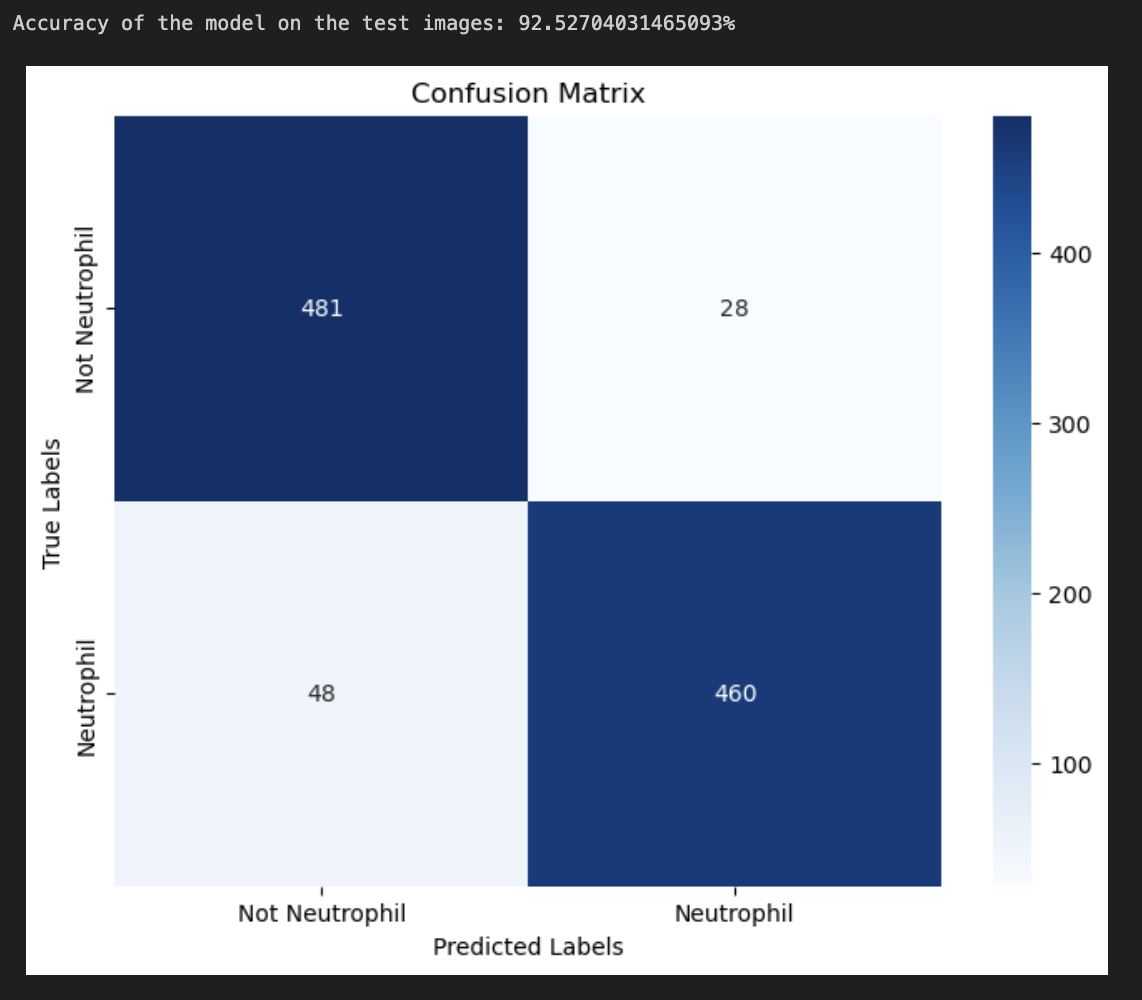 Accuracy of the model on the test images: 92.52704031465093%
Confusion Matrix
True Labels
Not Neutrophil
481
28
Neutrophil
48
460
Not Neutrophil
Neutrophil
Predicted Labels
400
300
200
100